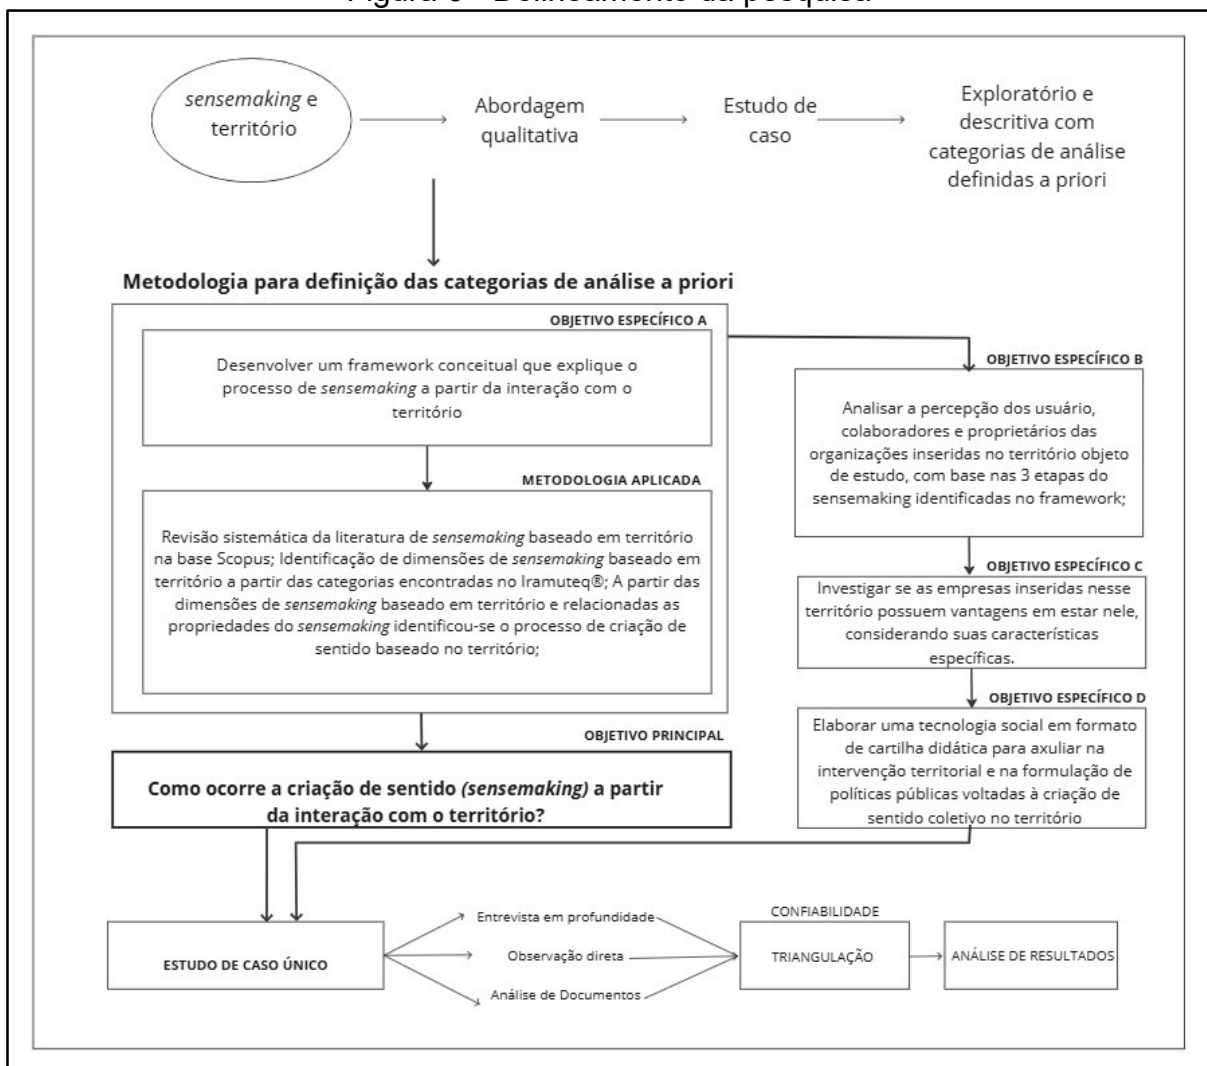 Figura 6 - Delineamento da pesquisa
sensemaking e
território
Abordagem
qualitativa
Estudo de
caso
Exploratório e
descritiva com
categorias de análise
definidas a priori
Metodologia para definição das categorias de análise a priori
OBJETIVO ESPECÍFICO A
Desenvolver um framework conceitual que explique o
processo de sensemaking a partir da interação com o
território
METODOLOGIA APLICADA
Revisão sistemática da literatura de sensemaking baseado em território
na base Scopus; Identificação de dimensões de sensemaking baseado em
território a partir das categorias encontradas no Iramuteq®; A partir das
dimensões de sensemaking baseado em território e relacionadas as
propriedades do sensemaking identificou-se o processo de criação de
sentido baseado no território;
OBJETIVO ESPECÍFICO B
Analisar a percepção dos usuário,
colaboradores e proprietários das
organizações inseridas no território objeto
de estudo, com base nas 3 etapas do
sensemaking identificadas no framework;
OBJETIVO ESPECÍFICO C
Investigar se as empresas inseridas nesse
território possuem vantagens em estar nele,
considerando suas características
específicas.
OBJETIVO ESPECÍFICO D
Elaborar uma tecnologia social em formato
de cartilha didática para axuliar na
intervenção territorial e na formulação de
políticas públicas voltadas à criação de
sentido coletivo no território
OBJETIVO PRINCIPAL
Como ocorre a criação de sentido (sensemaking) a partir
da interação com o território?
ESTUDO DE CASO ÚNICO
Entrevista em profundidade
Observação direta
Análise de Documentos
CONFIABILIDADE
TRIANGULAÇÃO
ANÁLISE DE RESULTADOS